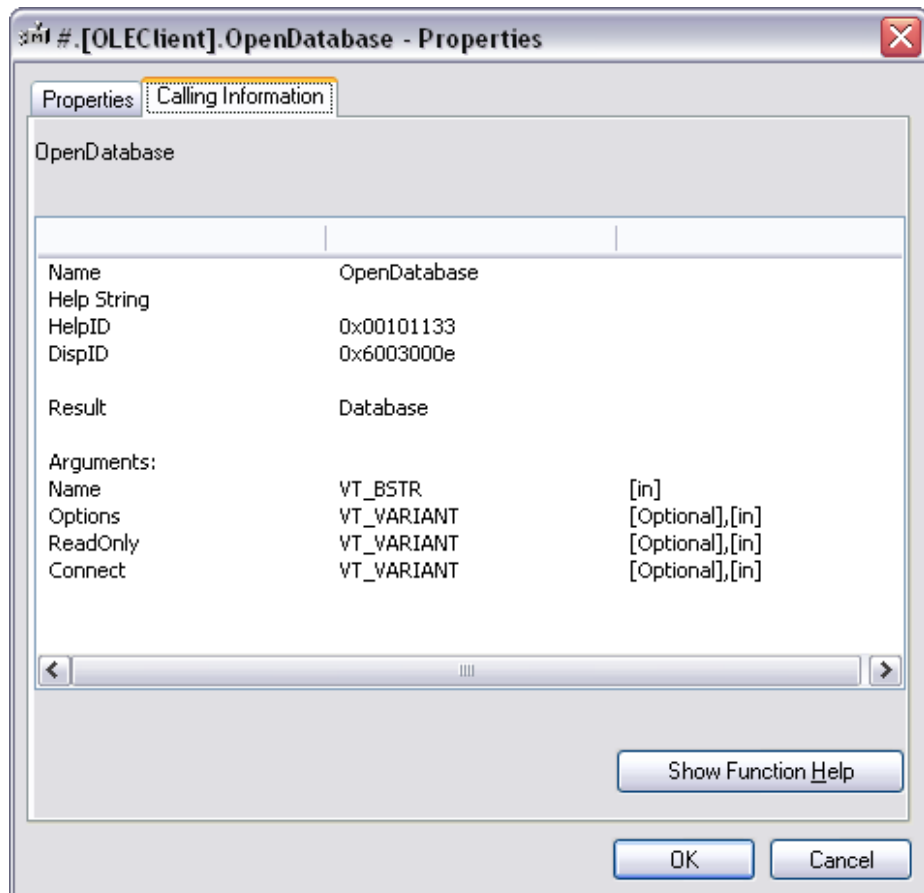 #.[OLEClient].OpenDatabase - Properties
Properties Calling Information
OpenDatabase
Name OpenDatabase
Help String
HelpID 0x00101133
DispID 0x6003000e
Result Database
Arguments:
Name VT_BSTR [in]
Options VT_VARIANT [Optional],[in]
ReadOnly VT_VARIANT [Optional],[in]
Connect VT_VARIANT [Optional],[in]
Show Function Help
OK Cancel